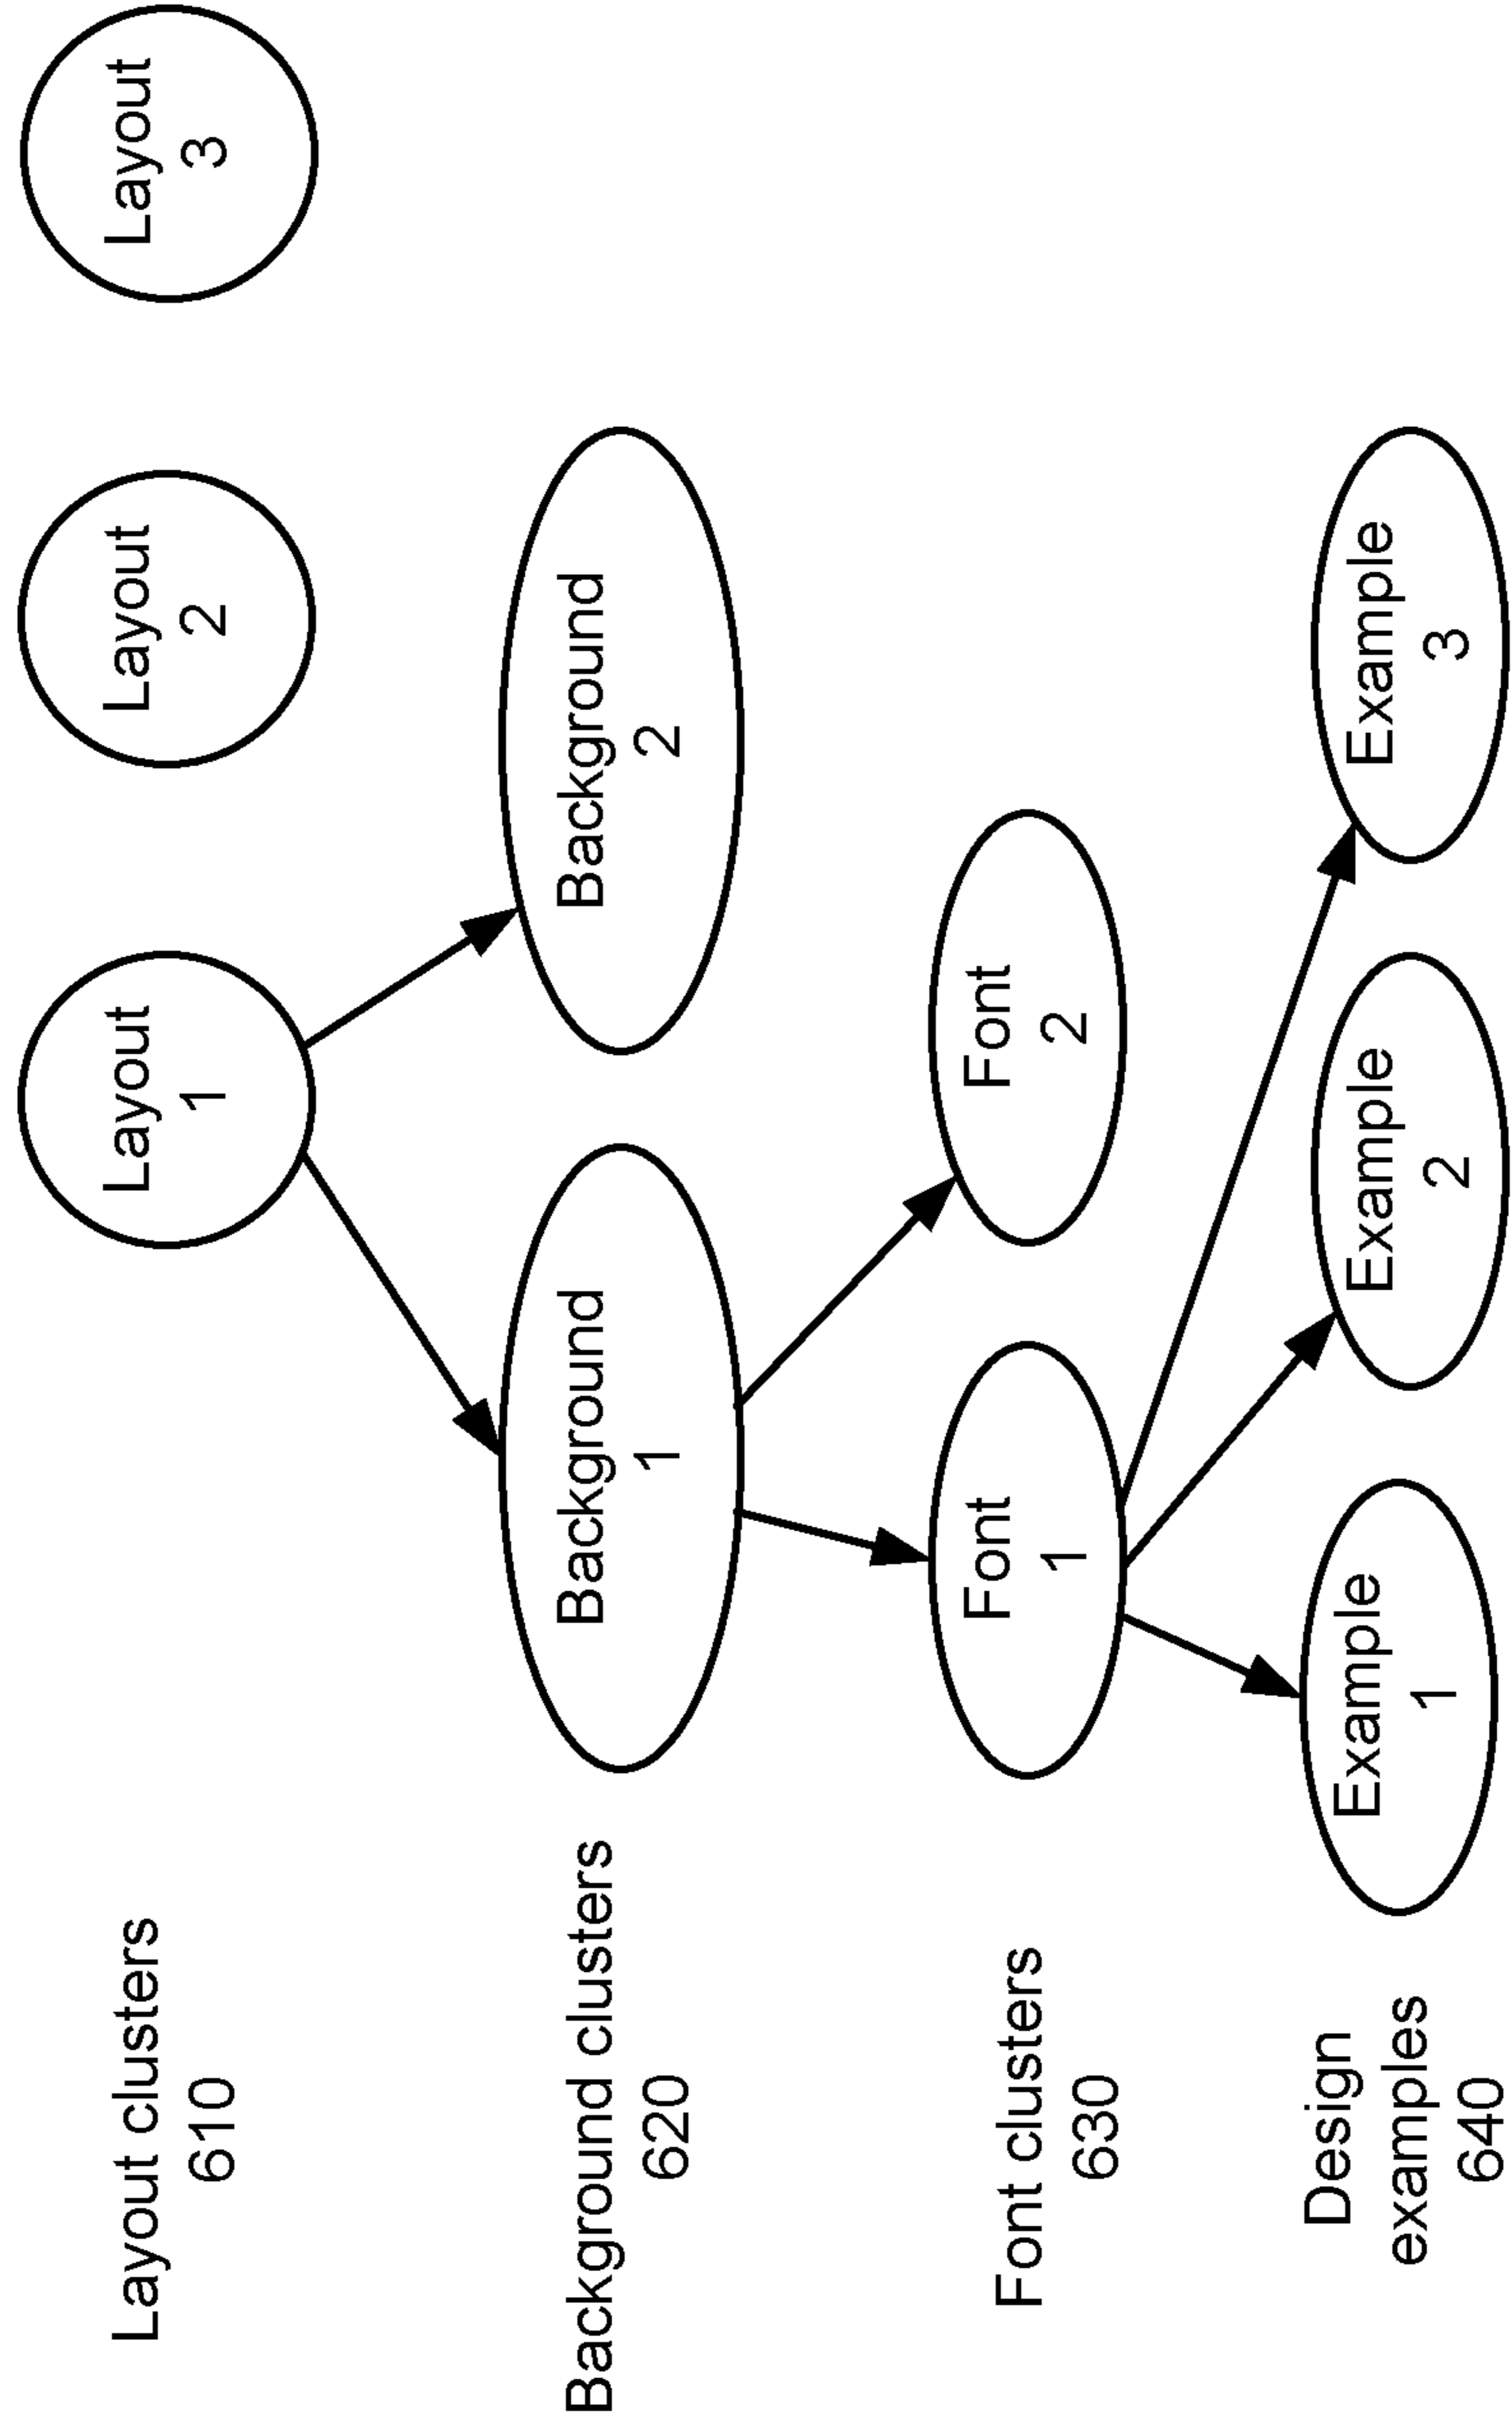 Layout clusters
610
Layout
1
Layout
2
Layout
3
Background clusters
620
Background
1
Background
2
Font clusters
630
Font
1
Font
2
Design
examples
640
Example
1
Example
2
Example
3